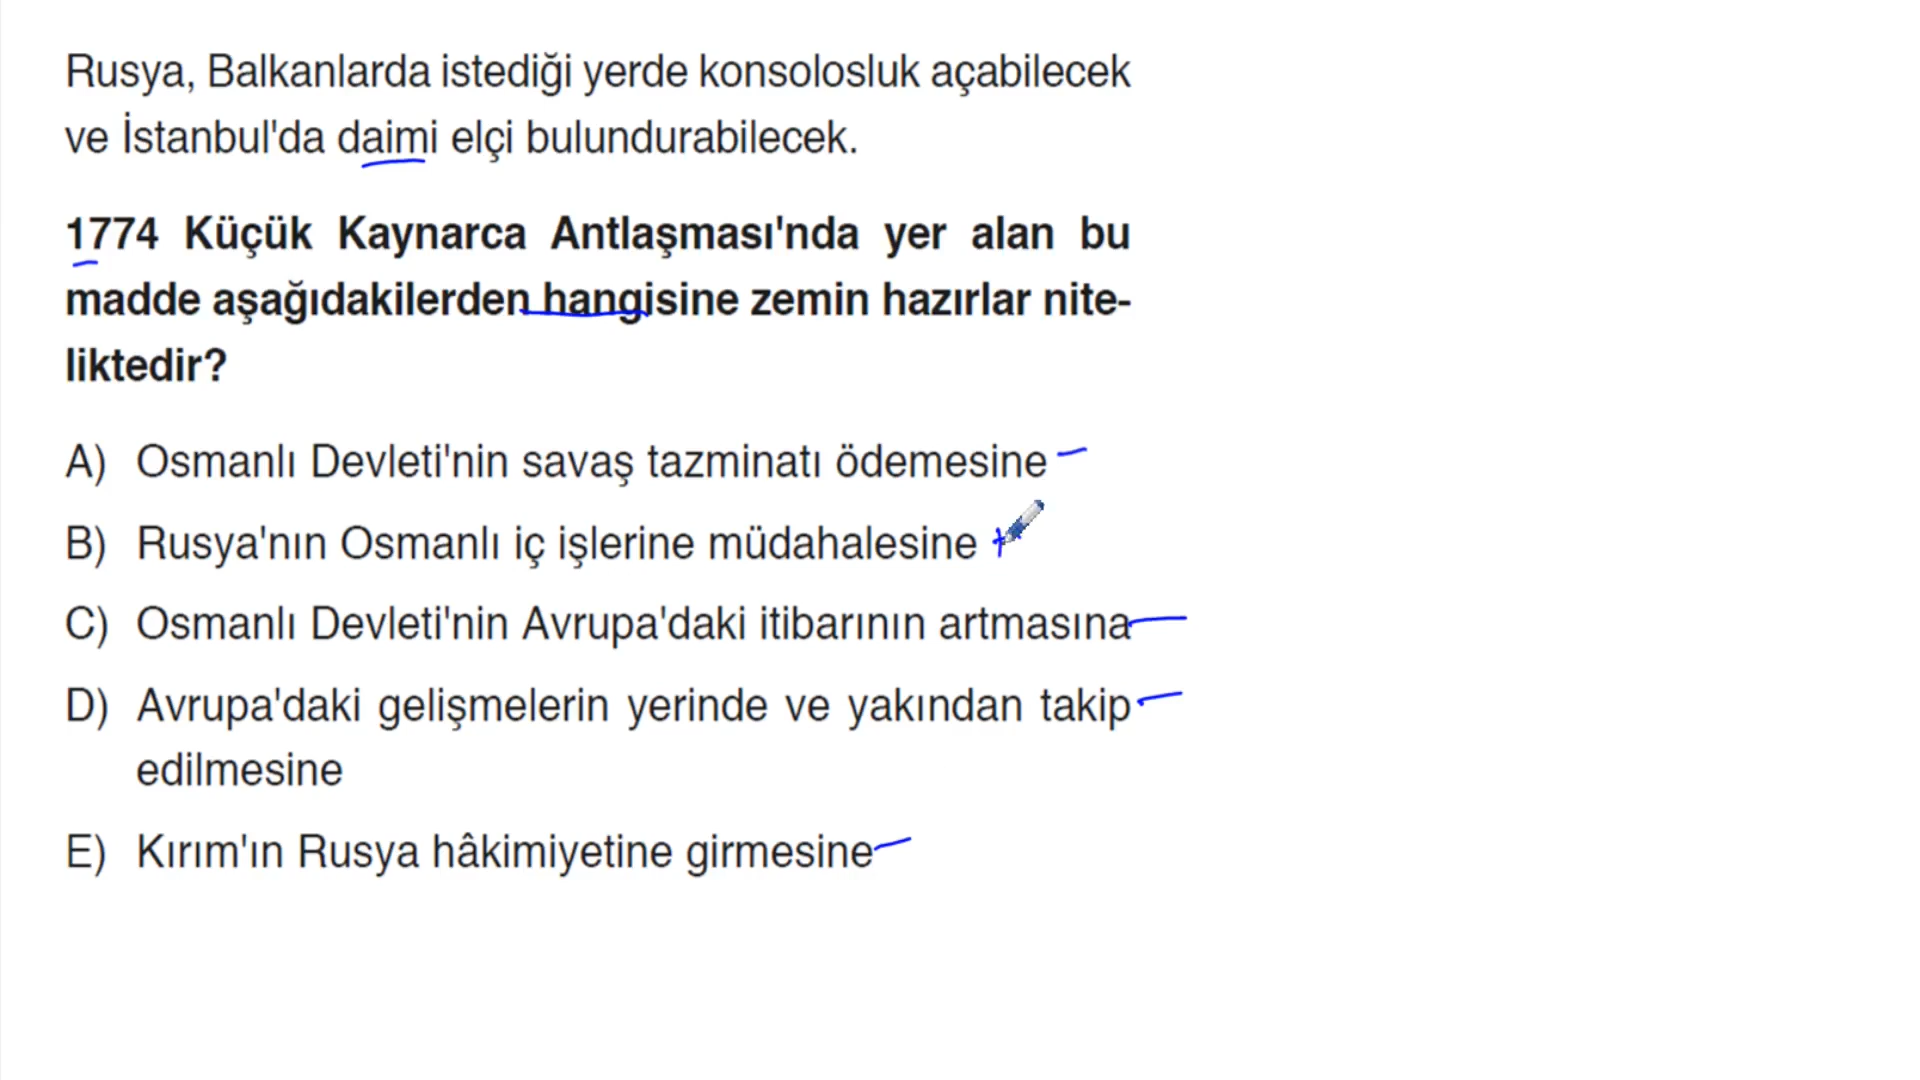 Rusya, Balkanlarda istediği yerde konsolosluk açabilecek
ve İstanbul'da daimi elçi bulundurabilecek.
1774 Küçük Kaynarca Antlaşması'nda yer alan bu
madde aşağıdakilerden hangisine zemin hazırlar nite-
liktedir?
A) Osmanlı Devleti'nin savaş tazminatı ödemesine
B) Rusya'nın Osmanlı iç işlerine müdahalesine
C) Osmanlı Devleti'nin Avrupa'daki itibarının artmasına
D) Avrupa'daki gelişmelerin yerinde ve yakından takip
edilmesine
E) Kırım'ın Rusya hâkimiyetine girmesine